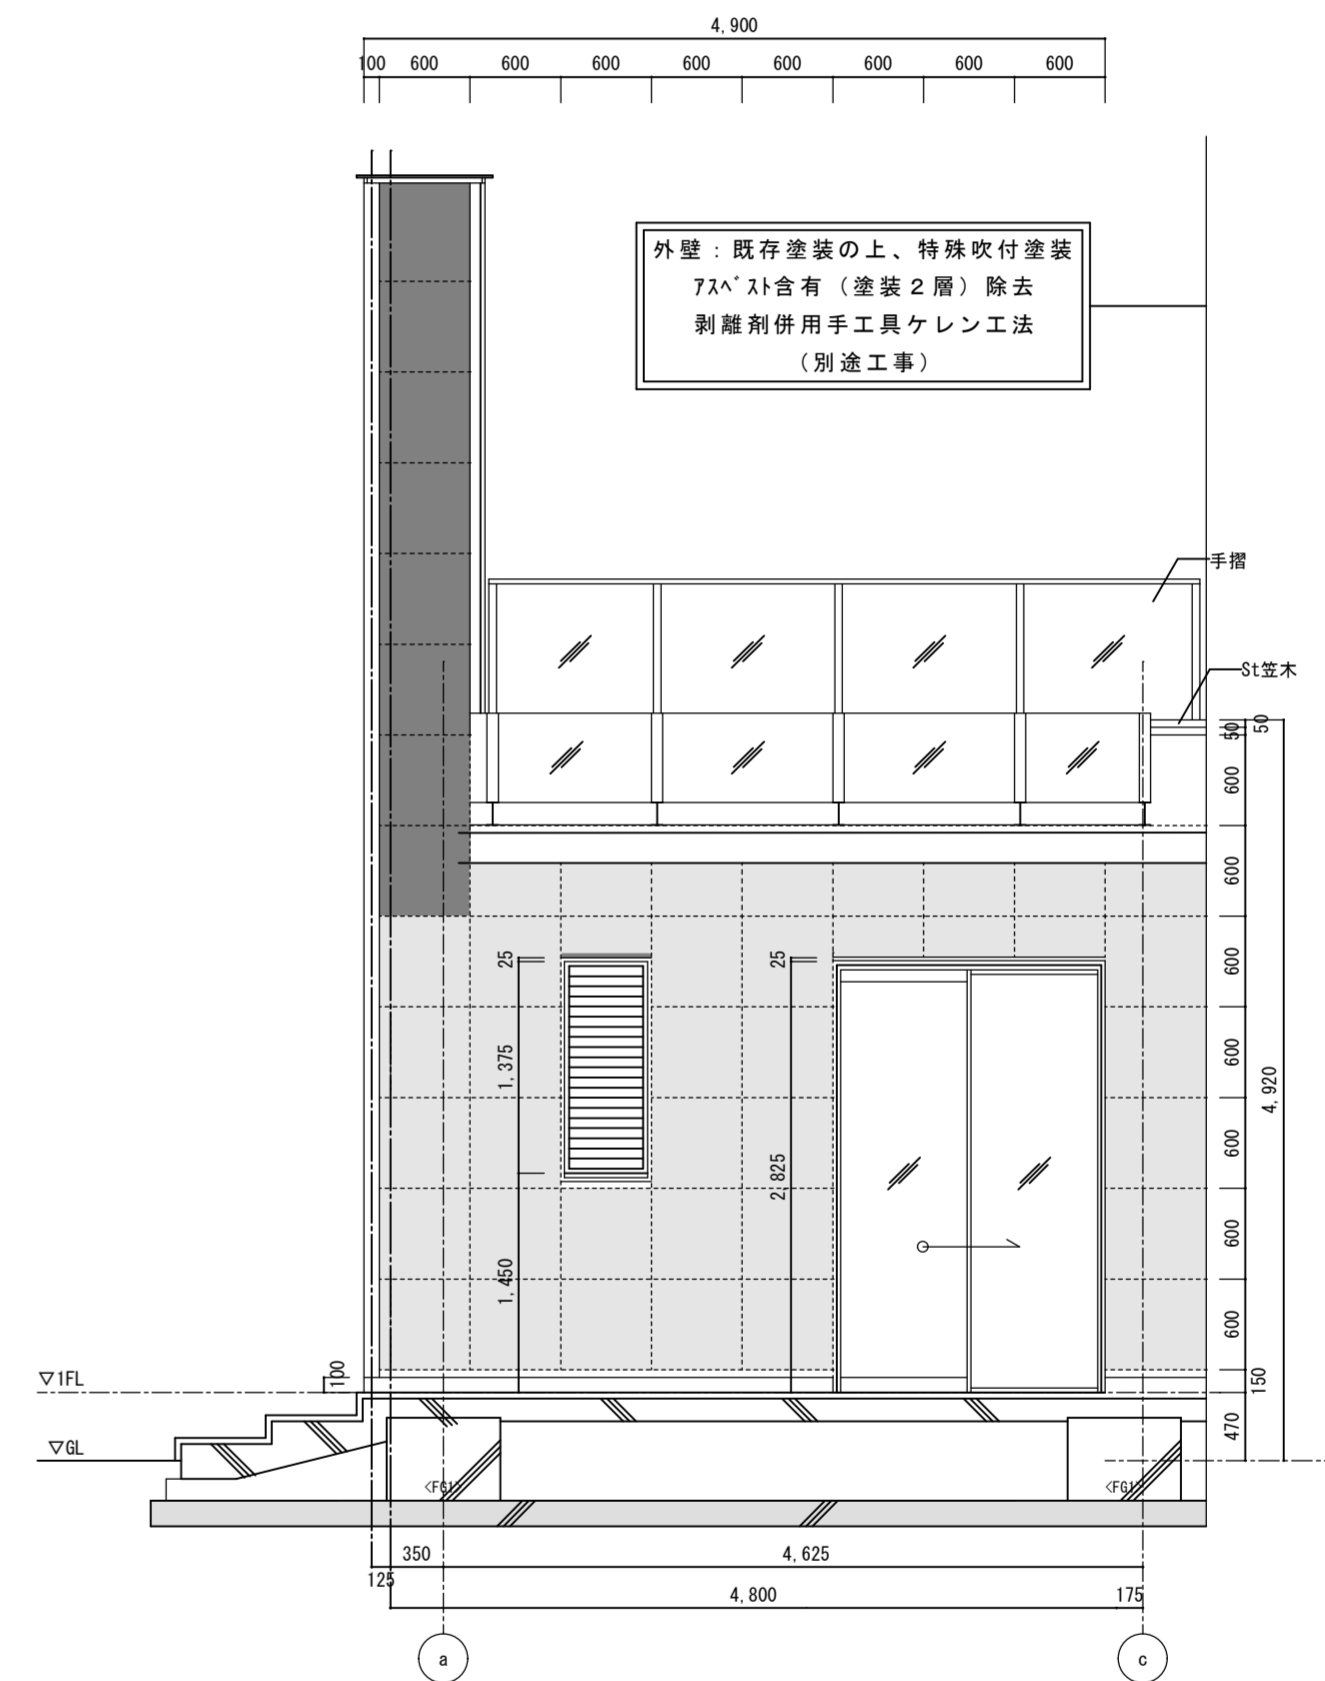 4,900
100 600 600 600 600 600 600 600 600
外壁：既存塗装の上、特殊吹付塗装
ｱｽﾍﾞｽﾄ含有（塗装２層）除去
剥離剤併用手工具ケレン工法
（別途工事）
手摺
St笠木
50
50
600
600
25
25
600
1,375
600
4,920
600
2,825
600
1,450
600
100
150
▽1FL
470
▽GL
<FG1>
<FG1>
350
4,625
125
4,800
175
a
c